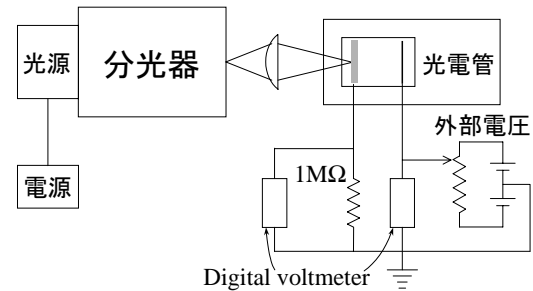 光源
分光器
光電管
外部電圧
電源
1MΩ
Digital voltmeter